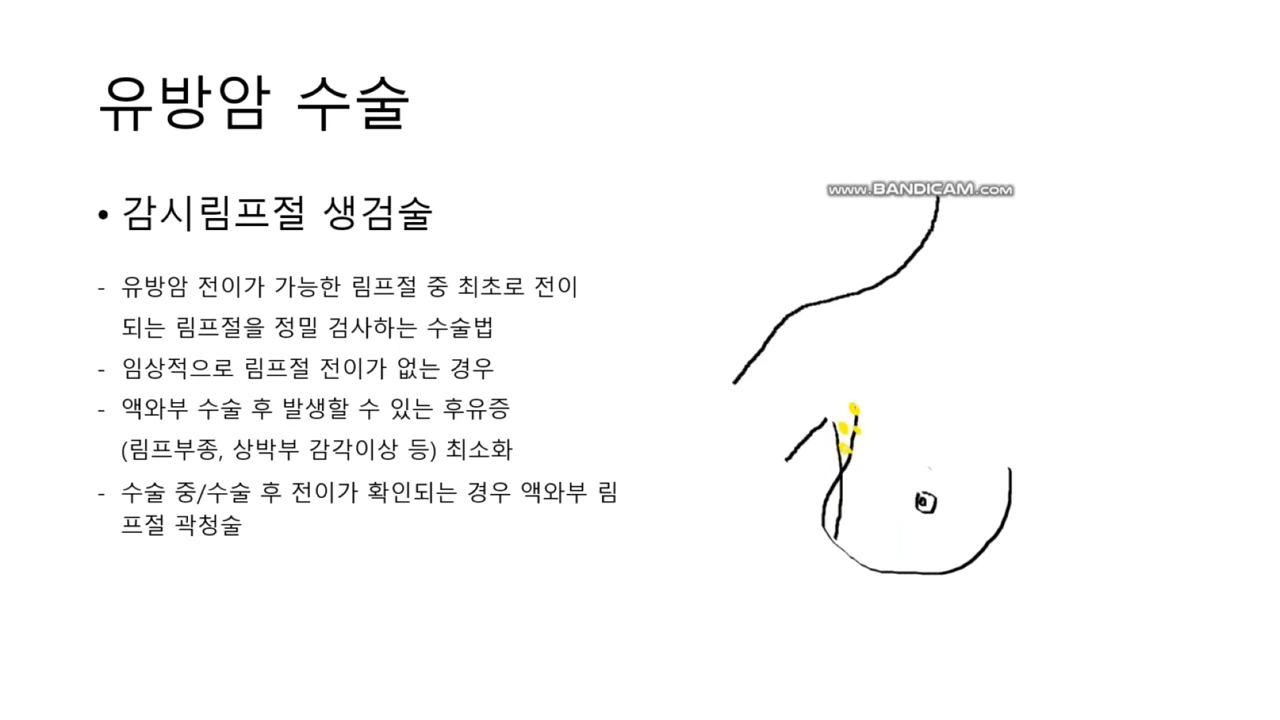 유방암 수술
www.BANDICAM.com
• 감시림프절 생검술
- 유방암 전이가 가능한 림프절 중 최초로 전이
되는 림프절을 정밀 검사하는 수술법
- 임상적으로 림프절 전이가 없는 경우
- 액와부 수술 후 발생할 수 있는 후유증
(림프부종, 상박부 감각이상 등) 최소화
- 수술 중/수술 후 전이가 확인되는 경우 액와부 림
프절 곽청술